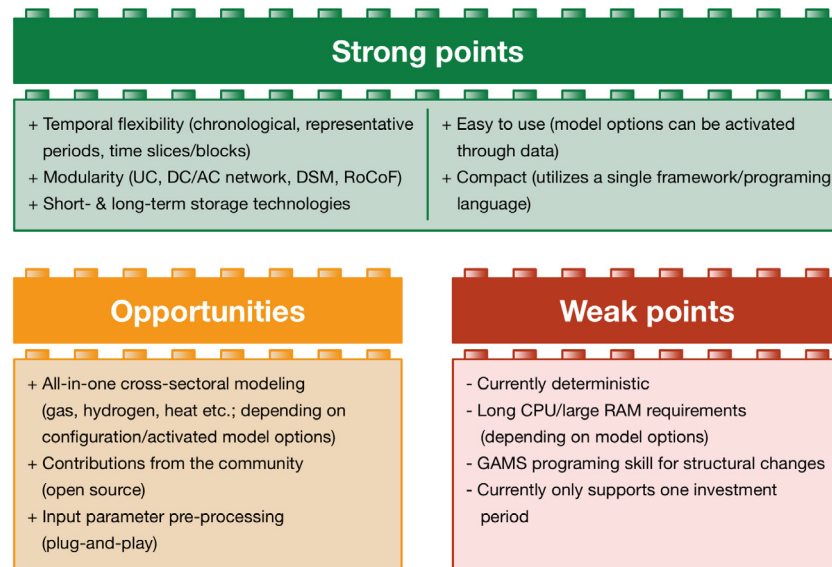 Strong points
+ Temporal flexibility (chronological, representative
periods, time slices/blocks)
+ Modularity (UC, DC/AC network, DSM, RoCoF)
+ Short- & long-term storage technologies
+ Easy to use (model options can be activated
through data)
+ Compact (utilizes a single framework/programing
language)
Opportunities
+ All-in-one cross-sectoral modeling
(gas, hydrogen, heat etc.; depending on
configuration/activated model options)
+ Contributions from the community
(open source)
+ Input parameter pre-processing
(plug-and-play)
Weak points
- Currently deterministic
- Long CPU/large RAM requirements
(depending on model options)
- GAMS programing skill for structural changes
- Currently only supports one investment
period